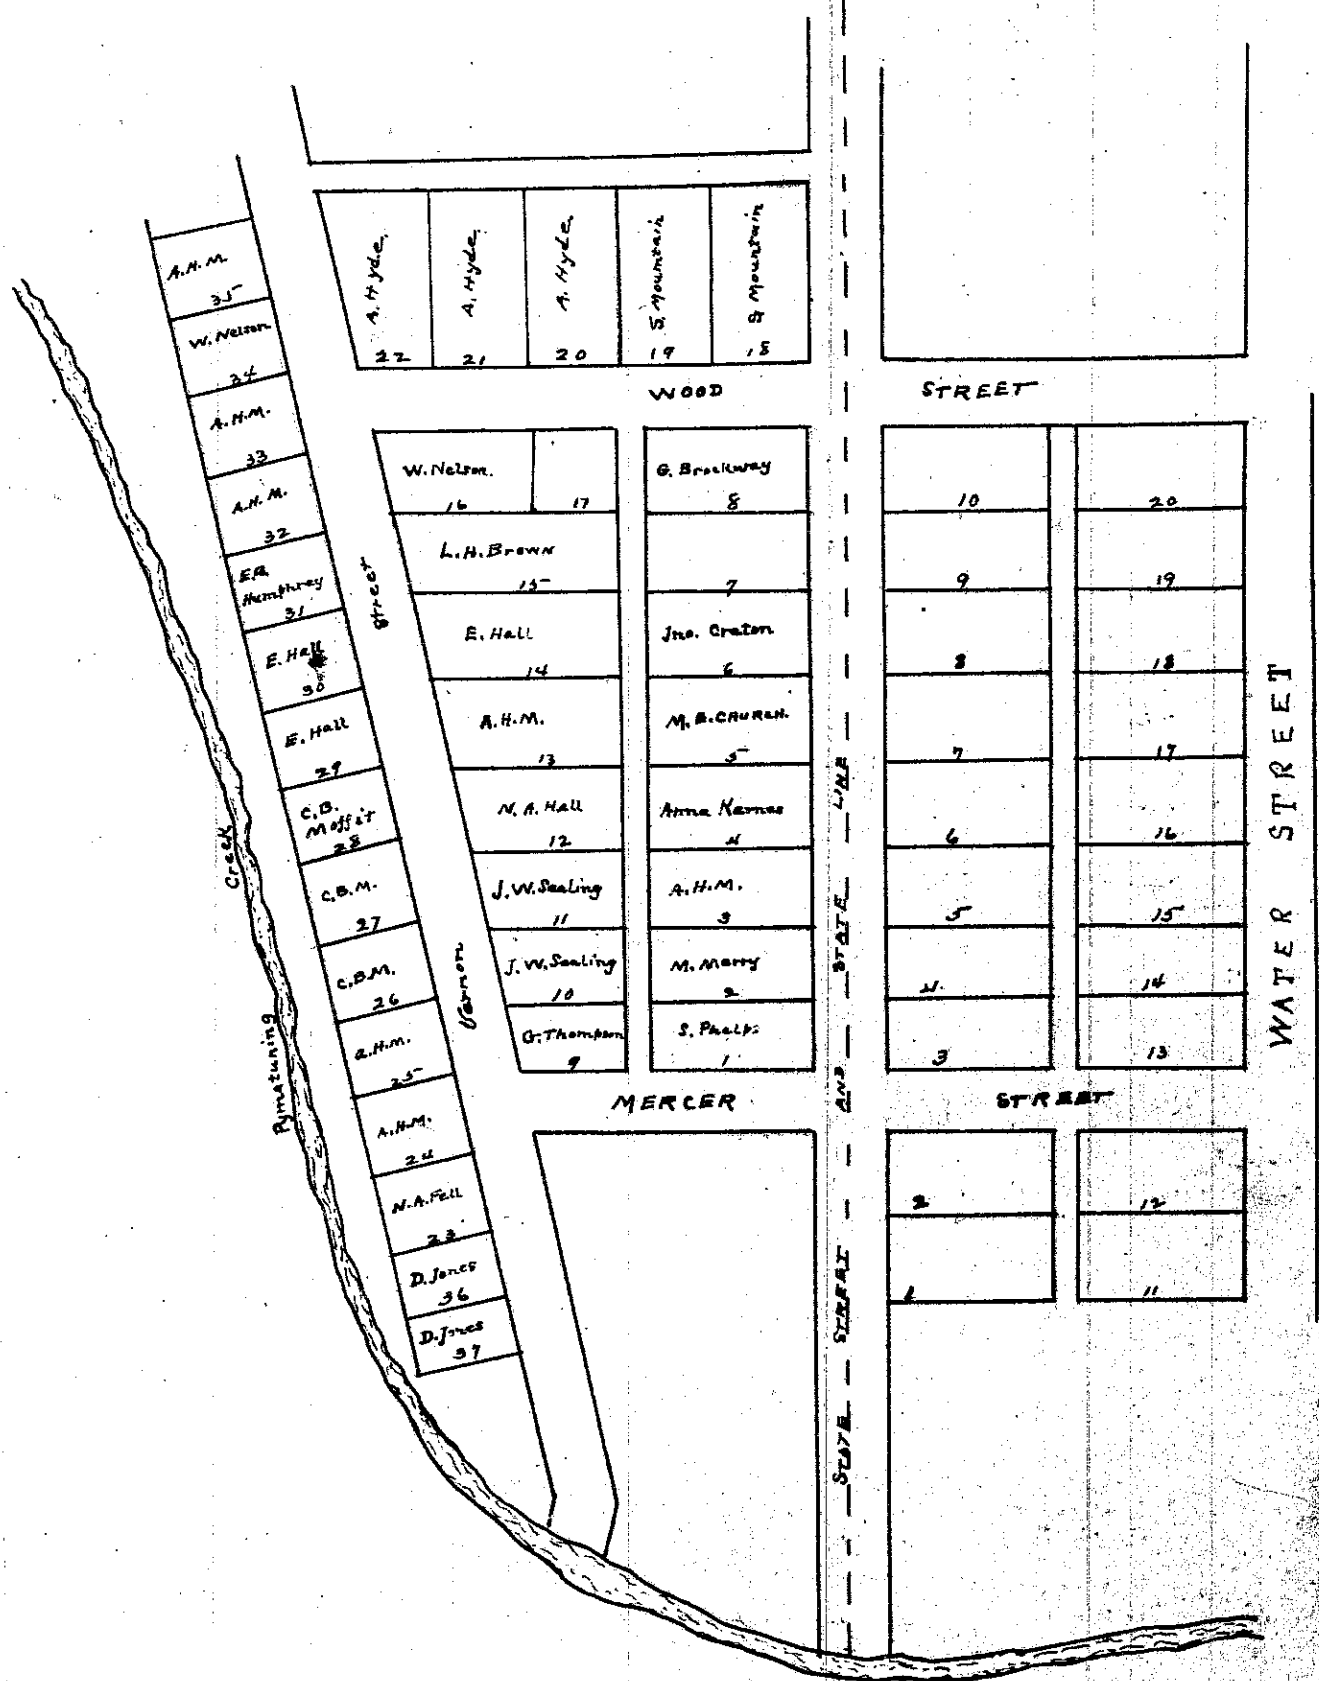 A.H.M.
35
W. Nelson
34
A.H.M.
33
A.H.M.
32
E.R.
Humphrey
31
E. Hall
30
E. Hall
29
C.B.
Moffit
28
C.B.M.
27
C.B.M.
26
a.H.M.
25
A.H.M.
24
N.A. Fell
23
D. Jones
36
D. Jones
37
Pymatuning Creek
Vernon Street
A. Hyde
22
A. Hyde
21
A. Hyde
20
S. Mountain
19
S. Mountain
18
WOOD STREET
W. Nelson.
16
17
L.H. Brown
15
E. Hall
14
A.H.M.
13
N.A. Hall
12
J.W. Sealing
11
J.W. Sealing
10
G. Thompson
9
G. Brockway
8
7
Jno. Craton
6
M.E. CHURCH.
5
Anna Karnes
4
A.H.M.
3
M. Marry
2
S. Phelps
1
MERCER STREET
STATE STREET AND STATE LINE
10
9
8
7
6
5
4.
3
2
1
20
19
18
17
16
15
14
13
12
11
WATER STREET